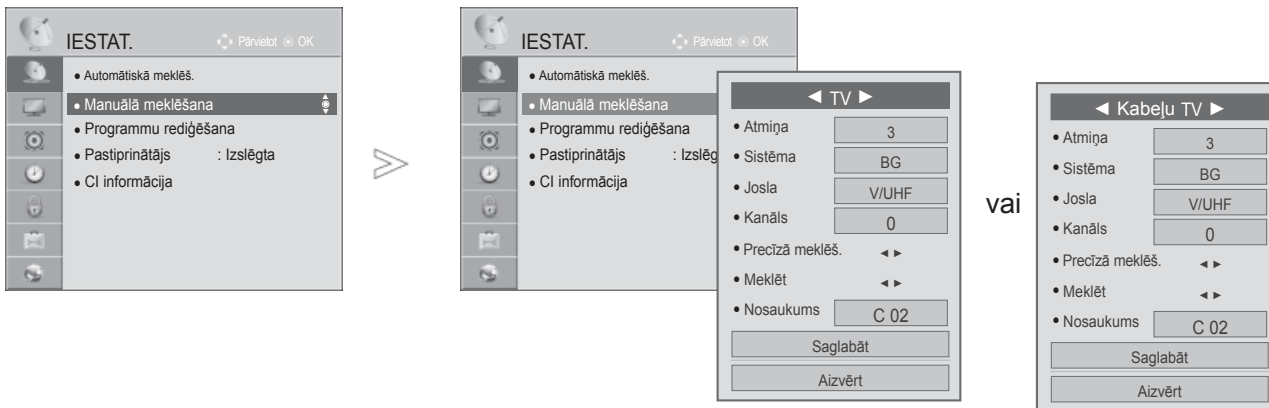 IESTAT.
Pārvietot OK
• Automātiskā meklēš.
• Manuālā meklēšana
• Programmu rediģēšana
• Pastiprinātājs : Izslēgta
• CI informācija
IESTAT.
Pārvietot OK
• Automātiskā meklēš.
• Manuālā meklēšana
• Programmu rediģēšana
• Pastiprinātājs : Izslēg
• CI informācija
◄ TV ►
• Atmiņa 3
• Sistēma BG
• Josla V/UHF
• Kanāls 0
• Precīzā meklēš. ◄ ►
• Meklēt ◄ ►
• Nosaukums C 02
Saglabāt
Aizvērt
vai
◄ Kabeļu TV ►
• Atmiņa 3
• Sistēma BG
• Josla V/UHF
• Kanāls 0
• Precīzā meklēš. ◄ ►
• Meklēt ◄ ►
• Nosaukums C 02
Saglabāt
Aizvērt